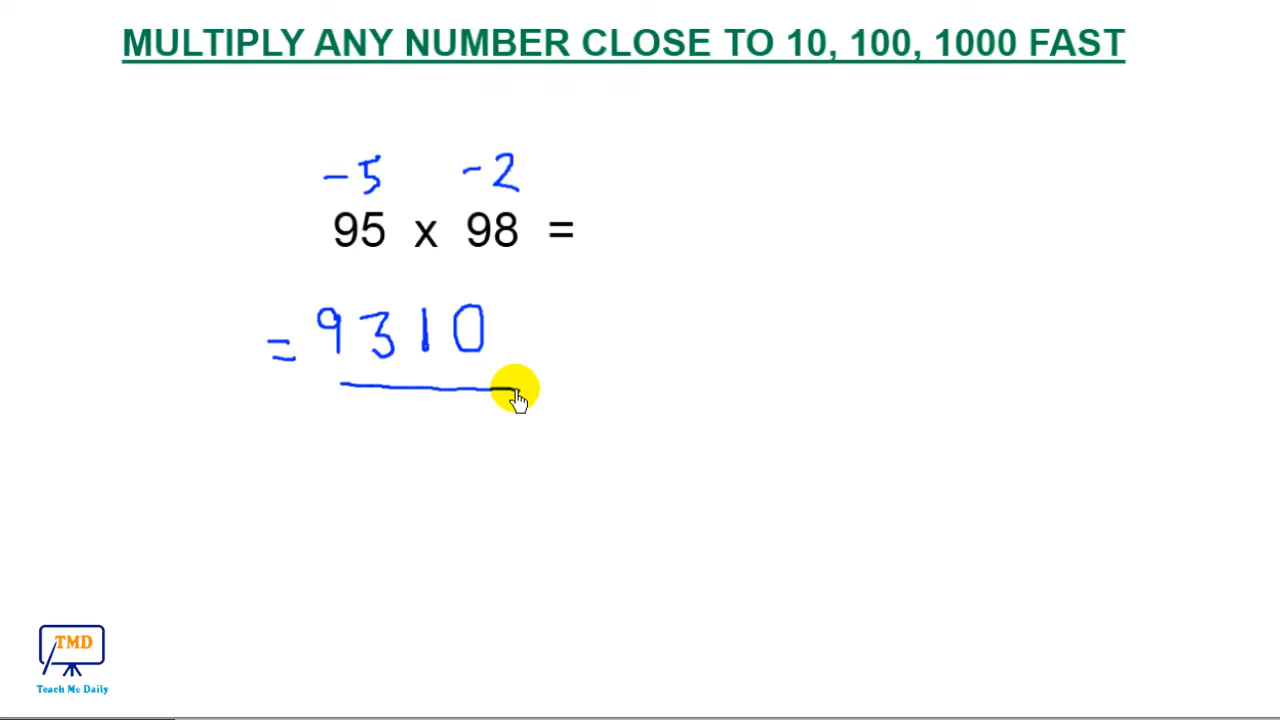 MULTIPLY ANY NUMBER CLOSE TO 10, 100, 1000 FAST
-5 -2
95 x 98 =
= 9310
TMD
Teach Me Daily